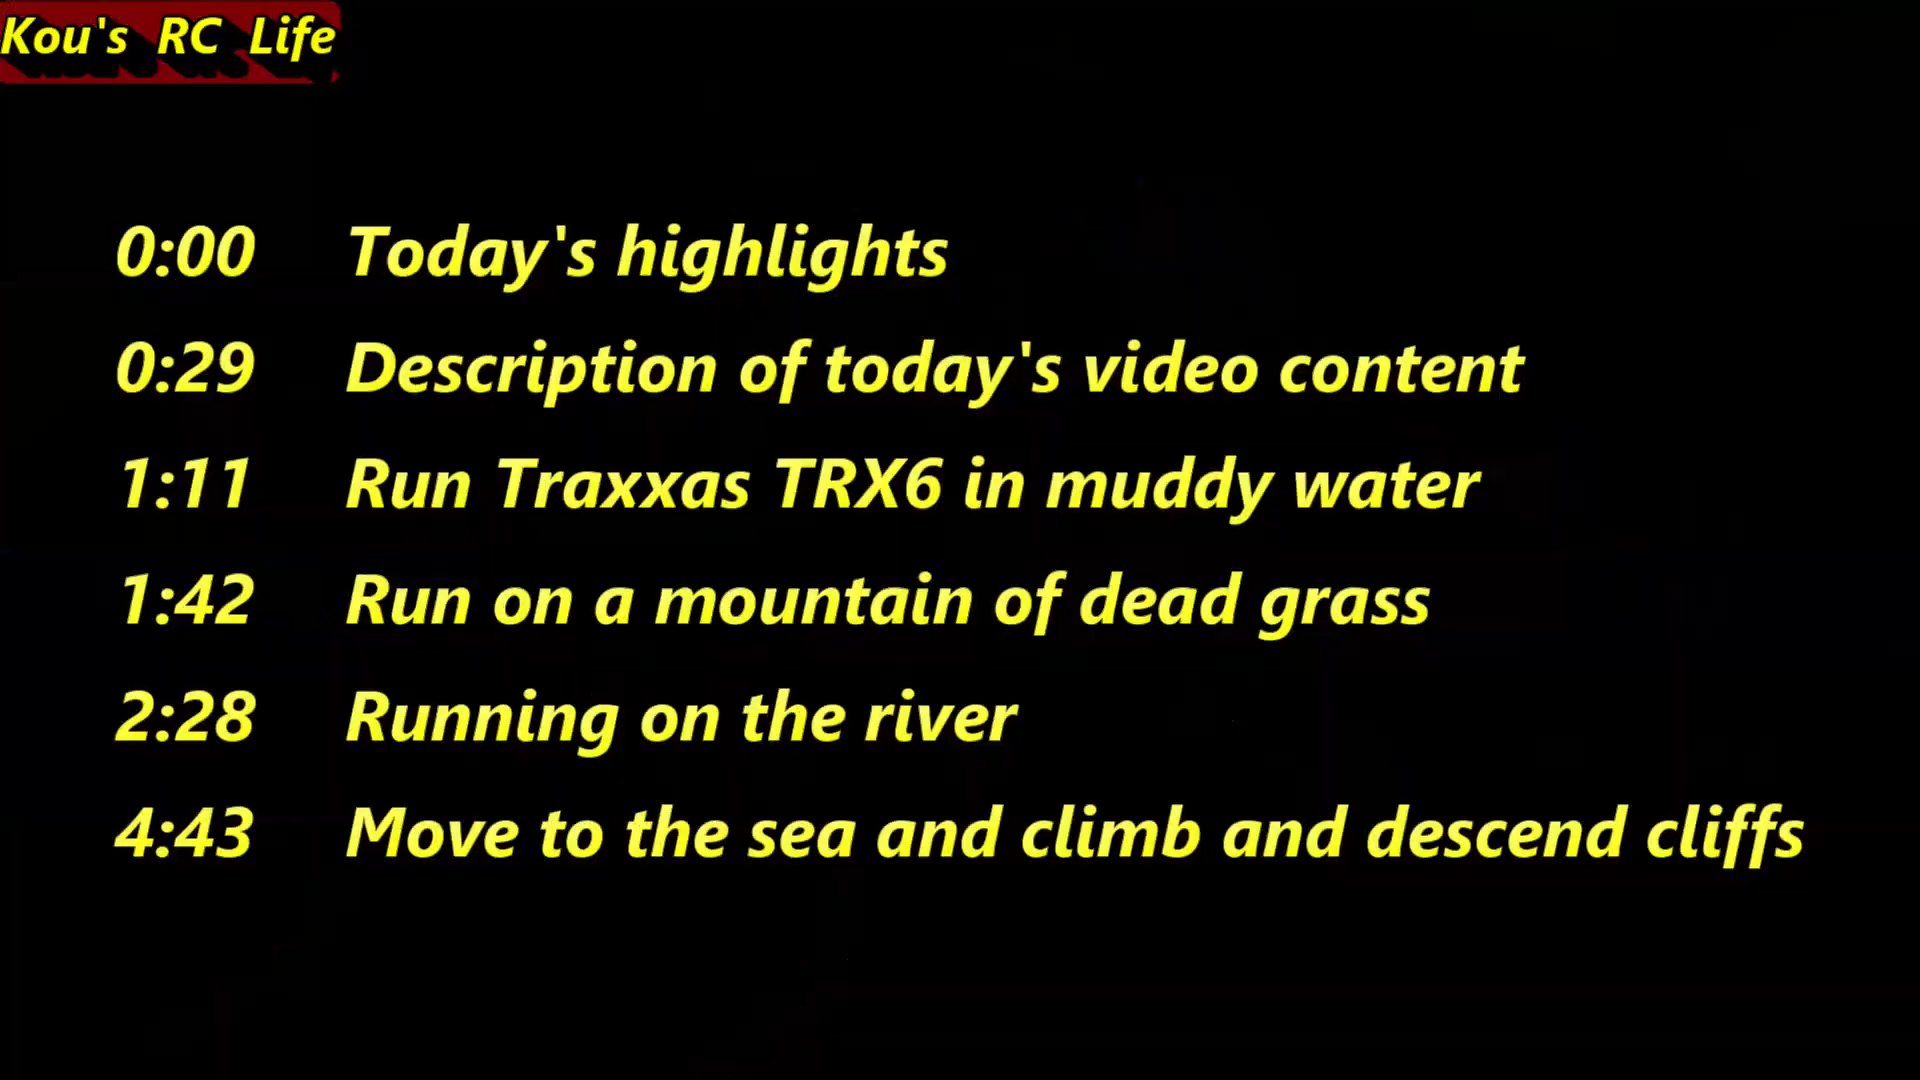 Kou's RC Life
0:00 Today's highlights
0:29 Description of today's video content
1:11 Run Traxxas TRX6 in muddy water
1:42 Run on a mountain of dead grass
2:28 Running on the river
4:43 Move to the sea and climb and descend cliffs